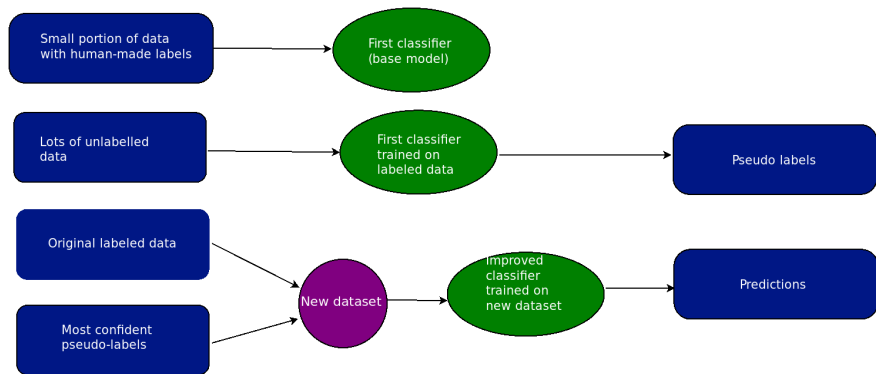 Small portion of data
with human-made labels
First classifier
(base model)
Lots of unlabelled
data
First classifier
trained on
labeled data
Pseudo labels
Original labeled data
Most confident
pseudo-labels
New dataset
Improved
classifier
trained on
new dataset
Predictions